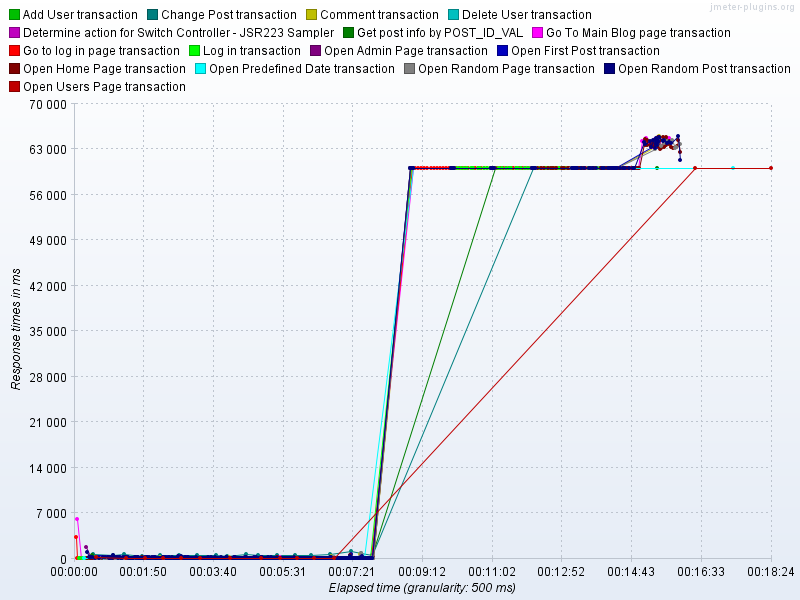 jmeter-plugins.org
Add User transaction Change Post transaction Comment transaction Delete User transaction
Determine action for Switch Controller - JSR223 Sampler Get post info by POST_ID_VAL Go To Main Blog page transaction
Go to log in page transaction Log in transaction Open Admin Page transaction Open First Post transaction
Open Home Page transaction Open Predefined Date transaction Open Random Page transaction Open Random Post transaction
Open Users Page transaction
70 000
63 000
56 000
49 000
42 000
35 000
28 000
21 000
14 000
7 000
0
Response times in ms
00:00:00 00:01:50 00:03:40 00:05:31 00:07:21 00:09:12 00:11:02 00:12:52 00:14:43 00:16:33 00:18:24
Elapsed time (granularity: 500 ms)